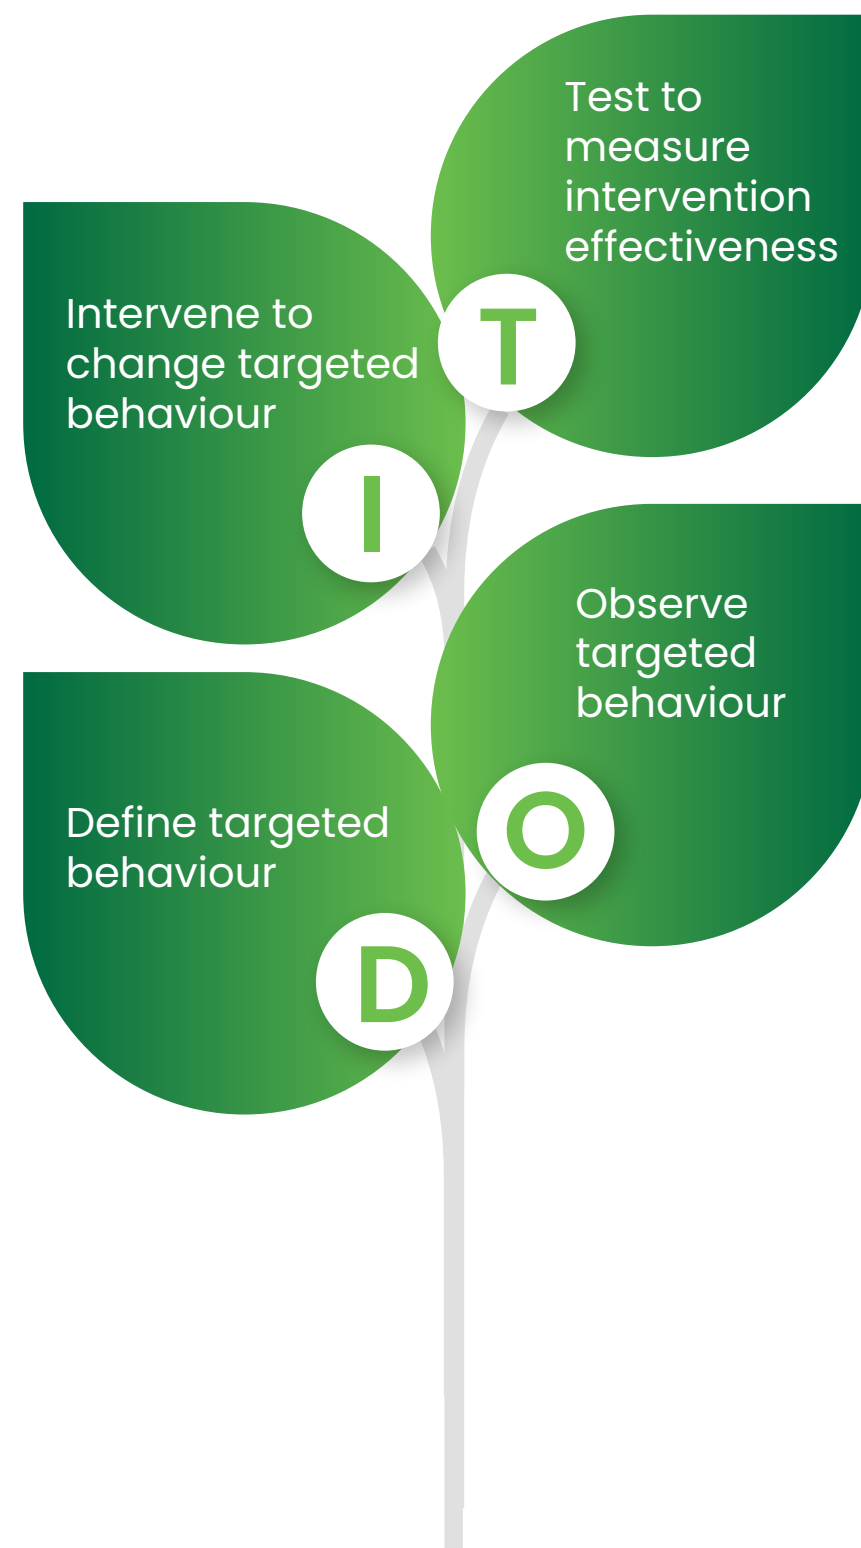 Test to
measure
intervention
effectiveness
T
Intervene to
change targeted
behaviour
I
Observe
targeted
behaviour
O
Define targeted
behaviour
D